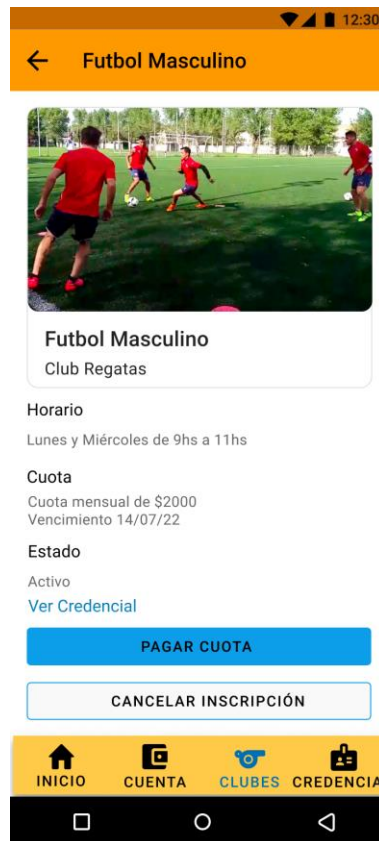 12:30
Futbol Masculino
Futbol Masculino
Club Regatas
Horario
Lunes y Miércoles de 9hs a 11hs
Cuota
Cuota mensual de $2000
Vencimiento 14/07/22
Estado
Activo
Ver Credencial
PAGAR CUOTA
CANCELAR INSCRIPCIÓN
INICIO CUENTA CLUBES CREDENCIA